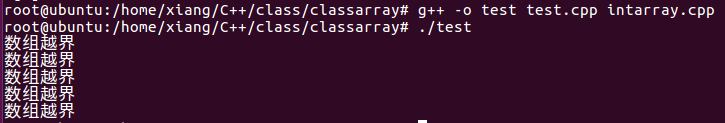 root@ubuntu:/home/xiang/C++/class/classarray# g++ -o test test.cpp intarray.cpp
root@ubuntu:/home/xiang/C++/class/classarray# ./test
数组越界
数组越界
数组越界
数组越界
数组越界